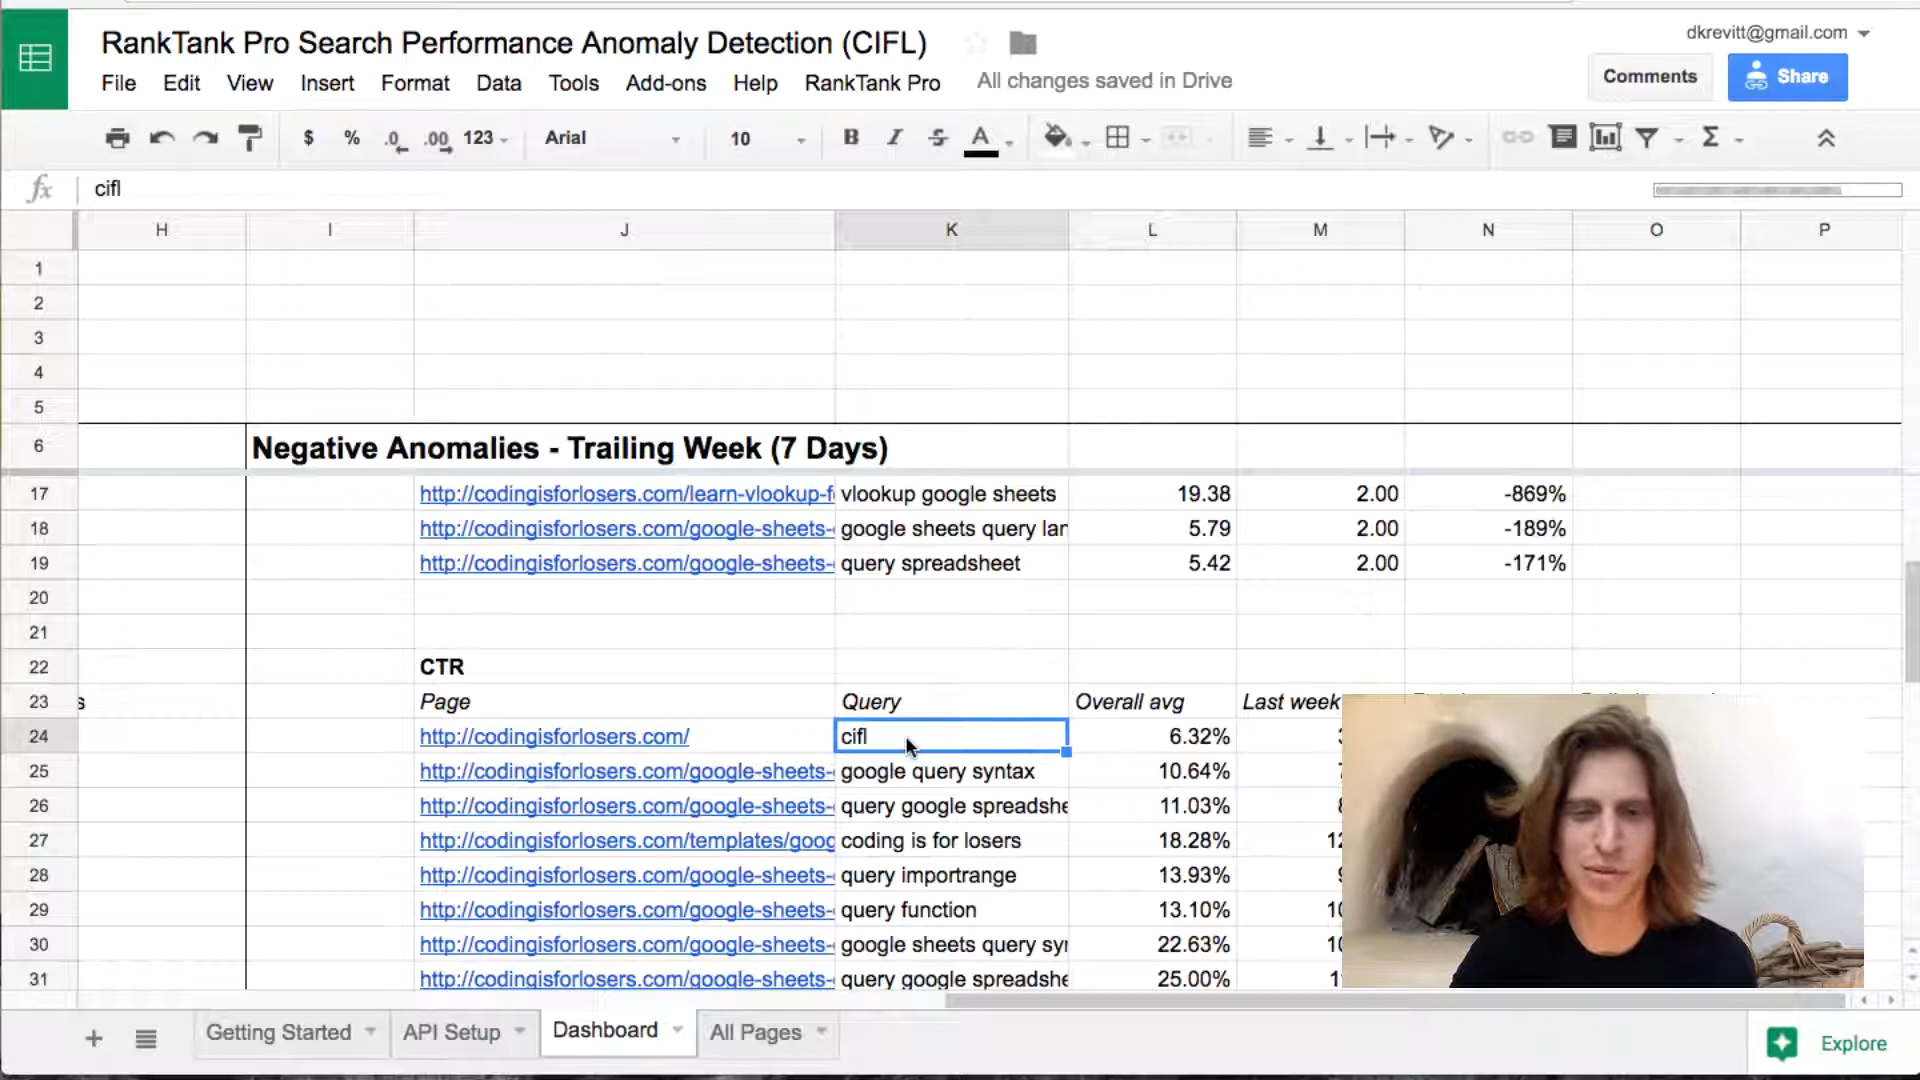 RankTank Pro Search Performance Anomaly Detection (CIFL)
dkrevitt@gmail.com
File Edit View Insert Format Data Tools Add-ons Help RankTank Pro All changes saved in Drive
Comments Share
$ % .0 .00 123 Arial 10 B I S A Σ
fx cifl
H I J K L M N O P
1
2
3
4
5
6 Negative Anomalies - Trailing Week (7 Days)
17 http://codingisforlosers.com/learn-vlookup-f vlookup google sheets 19.38 2.00 -869%
18 http://codingisforlosers.com/google-sheets- google sheets query lan 5.79 2.00 -189%
19 http://codingisforlosers.com/google-sheets- query spreadsheet 5.42 2.00 -171%
20
21
22 CTR
23 s Page Query Overall avg Last week
24 http://codingisforlosers.com/ cifl 6.32%
25 http://codingisforlosers.com/google-sheets- google query syntax 10.64%
26 http://codingisforlosers.com/google-sheets- query google spreadshe 11.03%
27 http://codingisforlosers.com/templates/goog coding is for losers 18.28% 12
28 http://codingisforlosers.com/google-sheets- query importrange 13.93%
29 http://codingisforlosers.com/google-sheets- query function 13.10% 10
30 http://codingisforlosers.com/google-sheets- google sheets query syn 22.63% 10
31 http://codingisforlosers.com/google-sheets- query google spreadshe 25.00%
+ Getting Started API Setup Dashboard All Pages Explore